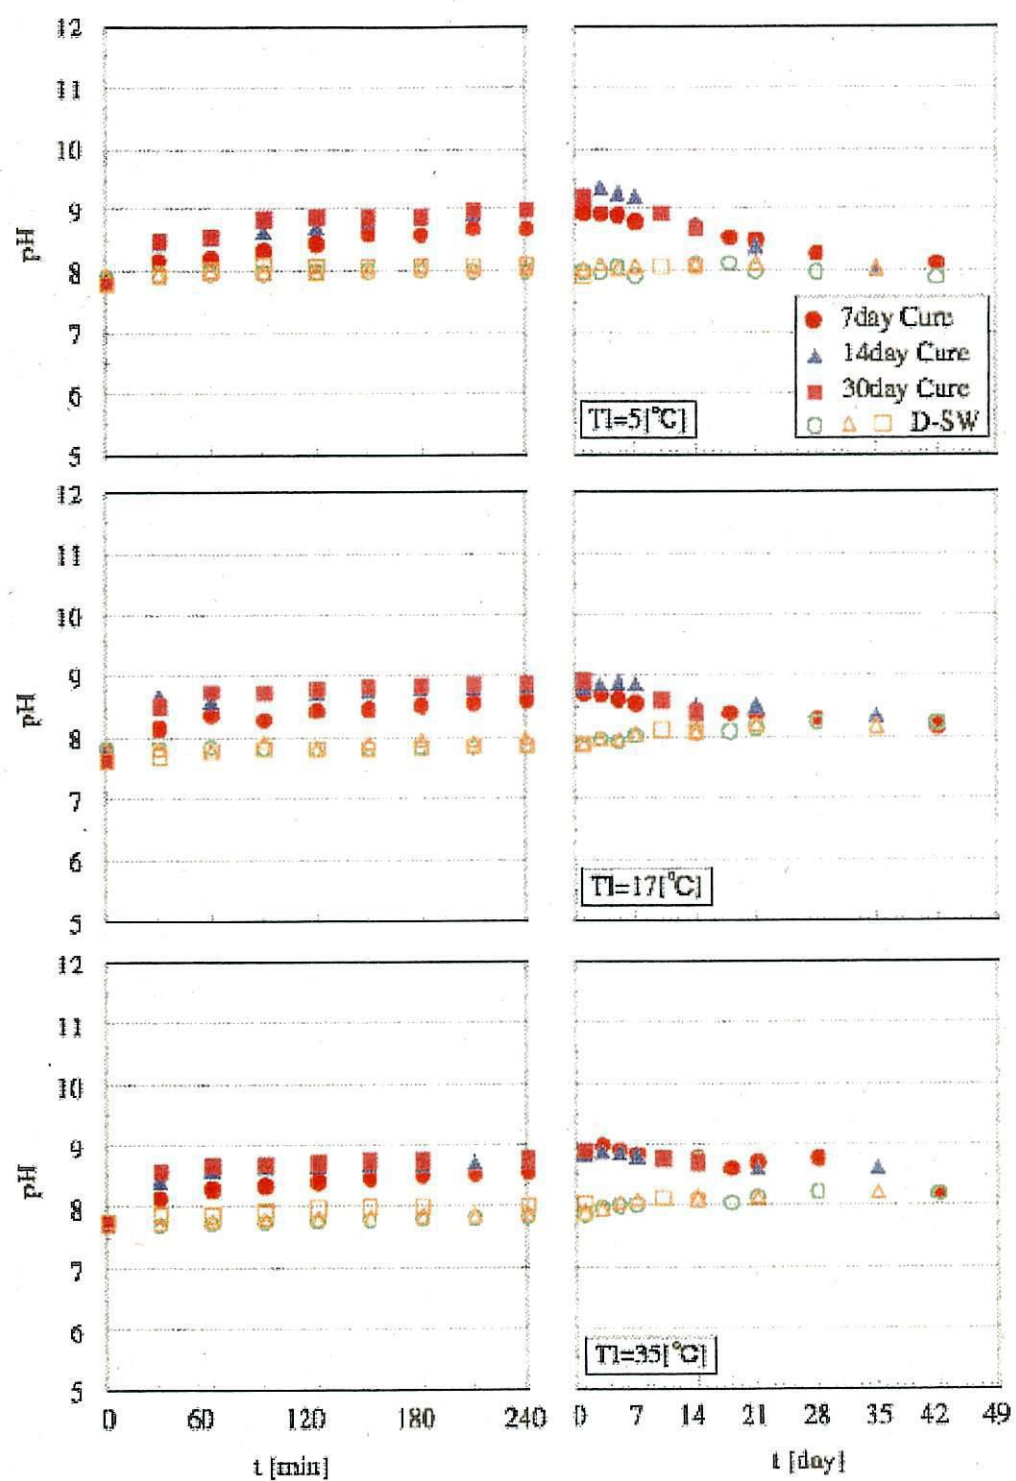 12
11
10
9
8
7
6
5
pH
7day Cure
14day Cure
30day Cure
D-SW
Tl=5[°C]
12
11
10
9
8
7
6
5
pH
Tl=17[°C]
12
11
10
9
8
7
6
5
pH
Tl=35[°C]
0 60 120 180 240
0 7 14 21 28 35 42 49
t [min]
t [day]